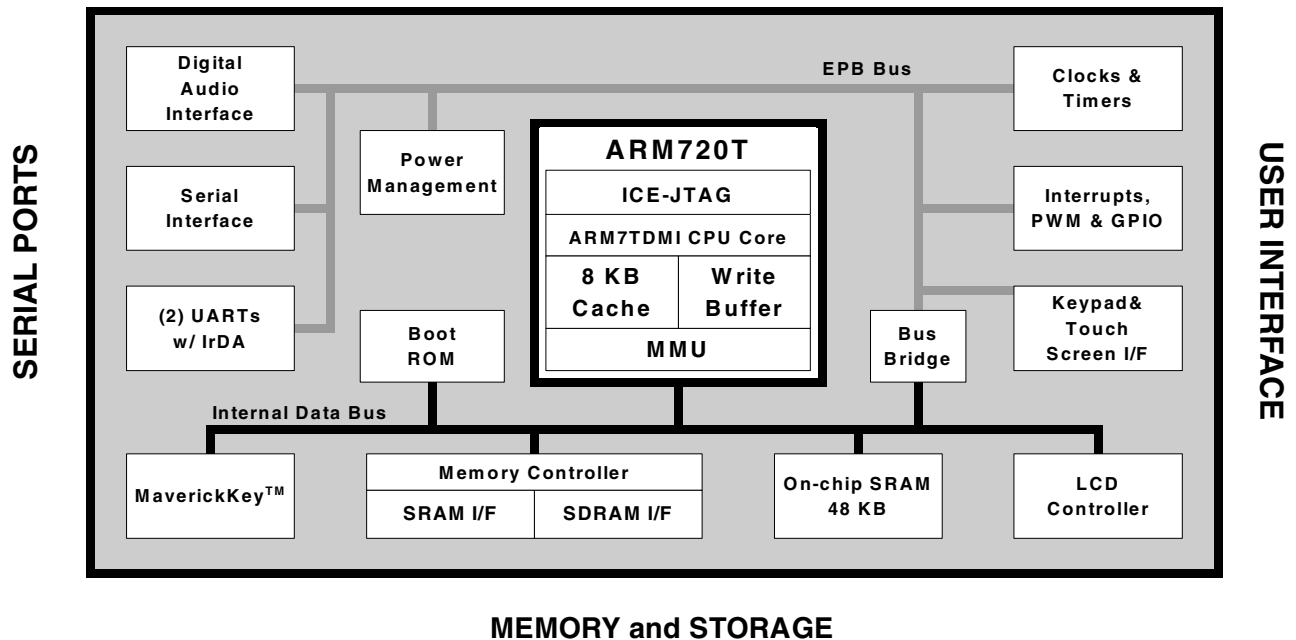 Digital
Audio
Interface
EPB Bus
Clocks &
Timers
Power
Management
ARM720T
ICE-JTAG
ARM7TDMI CPU Core
8 KB
Cache
Write
Buffer
MMU
Serial
Interface
Interrupts,
PWM & GPIO
(2) UARTs
w/ IrDA
Boot
ROM
Bus
Bridge
Keypad&
Touch
Screen I/F
Internal Data Bus
MaverickKey™
Memory Controller
SRAM I/F
SDRAM I/F
On-chip SRAM
48 KB
LCD
Controller
SERIAL PORTS
USER INTERFACE
MEMORY and STORAGE